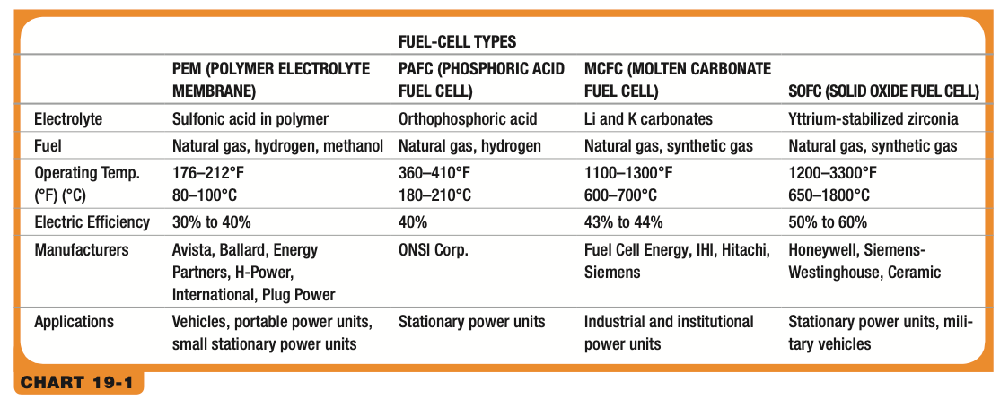 FUEL-CELL TYPES
PEM (POLYMER ELECTROLYTE MEMBRANE) PAFC (PHOSPHORIC ACID FUEL CELL) MCFC (MOLTEN CARBONATE FUEL CELL) SOFC (SOLID OXIDE FUEL CELL)
Electrolyte Sulfonic acid in polymer Orthophosphoric acid Li and K carbonates Yttrium-stabilized zirconia
Fuel Natural gas, hydrogen, methanol Natural gas, hydrogen Natural gas, synthetic gas Natural gas, synthetic gas
Operating Temp. 176–212°F 360–410°F 1100–1300°F 1200–3300°F
(°F) (°C) 80–100°C 180–210°C 600–700°C 650–1800°C
Electric Efficiency 30% to 40% 40% 43% to 44% 50% to 60%
Manufacturers Avista, Ballard, Energy ONSI Corp. Fuel Cell Energy, IHI, Hitachi, Honeywell, Siemens-
Partners, H-Power, Siemens Westinghouse, Ceramic
International, Plug Power
Applications Vehicles, portable power units, Stationary power units Industrial and institutional Stationary power units, mili-
small stationary power units power units tary vehicles
CHART 19-1